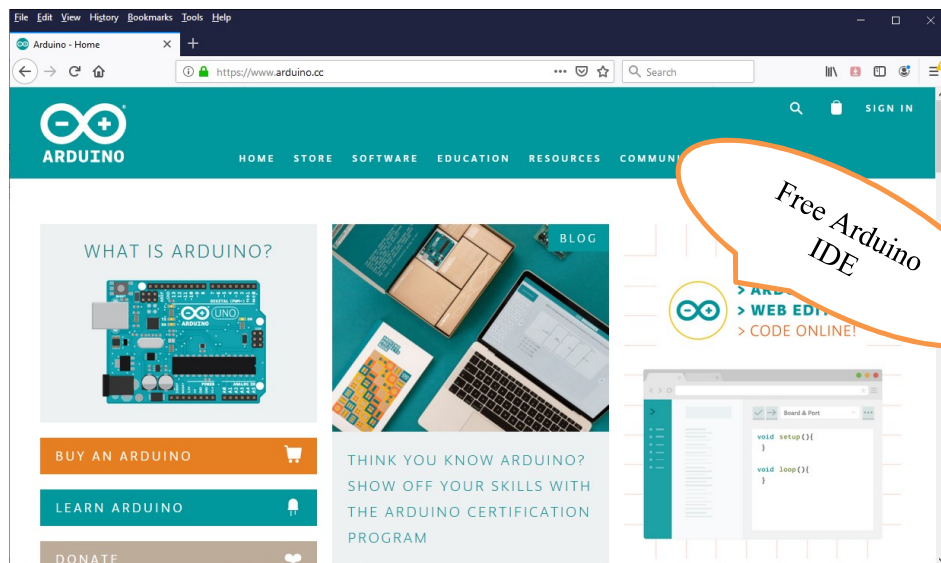 File Edit View History Bookmarks Tools Help
Arduino - Home
https://www.arduino.cc
Search
SIGN IN
ARDUINO
HOME STORE SOFTWARE EDUCATION RESOURCES
Free Arduino
IDE
WHAT IS ARDUINO?
UNO
ARDUINO
BUY AN ARDUINO
LEARN ARDUINO
DONATE
BLOG
THINK YOU KNOW ARDUINO?
SHOW OFF YOUR SKILLS WITH
THE ARDUINO CERTIFICATION
PROGRAM
> WEB
> CODE ONLINE!
Board & Port
void setup(){
}
void loop(){
}